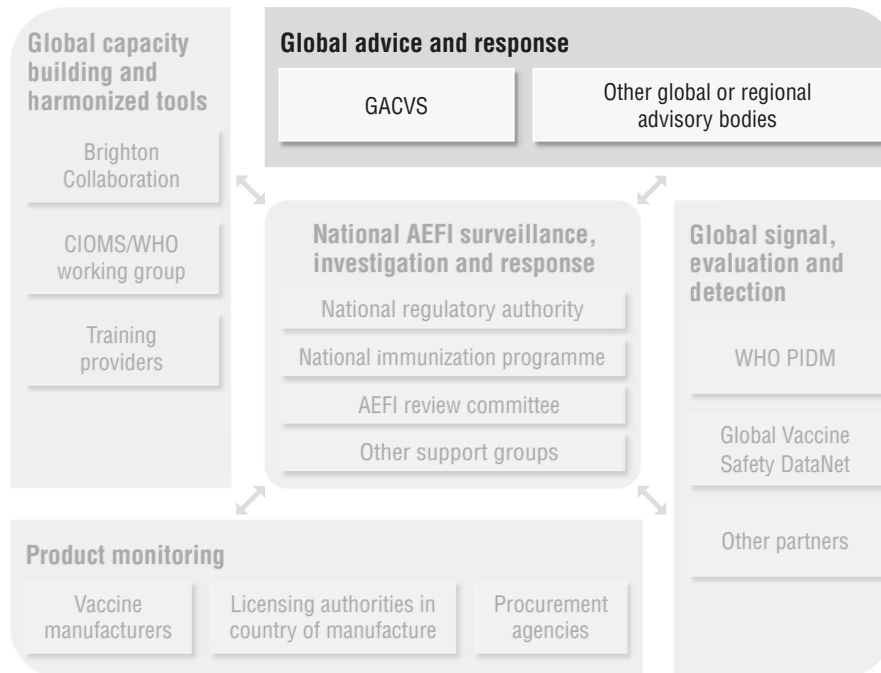 Global capacity
building and
harmonized tools
Brighton
Collaboration
CIOMS/WHO
working group
Training
providers
Global advice and response
GACVS
Other global or regional
advisory bodies
National AEFI surveillance,
investigation and response
National regulatory authority
National immunization programme
AEFI review committee
Other support groups
Global signal,
evaluation and
detection
WHO PIDM
Global Vaccine
Safety DataNet
Other partners
Product monitoring
Vaccine
manufacturers
Licensing authorities in
country of manufacture
Procurement
agencies